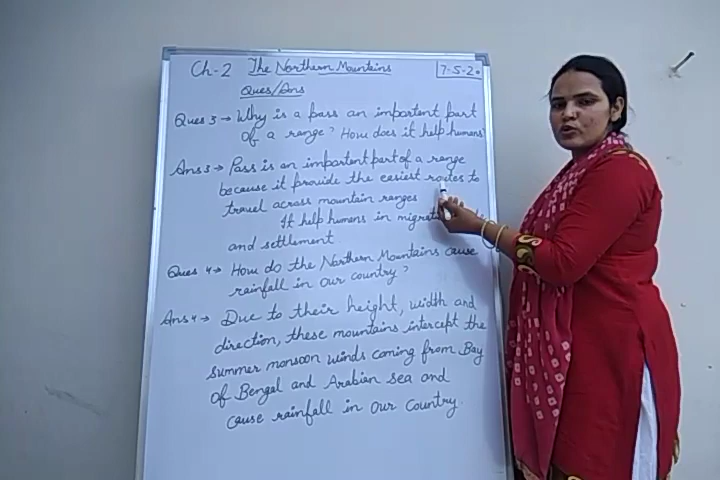 Ch-2 The Northern Mountains 7-5-20
Ques/Ans
Ques 3 → Why is a pass an importent part
of a range? How does it help humans?
Ans 3 → Pass is an importent part of a range
because it provide the easiest routes to
travel across mountain ranges
It help humens in
and settlement
Ques 4 → How do the Northern Mountains cause
rainfall in our country?
Ans 4 → Due to their height, width and
direction, these mountains intercept the
summer monsoon winds coming from Bay
of Bengal and Arabian sea and
cause rainfall in our country.